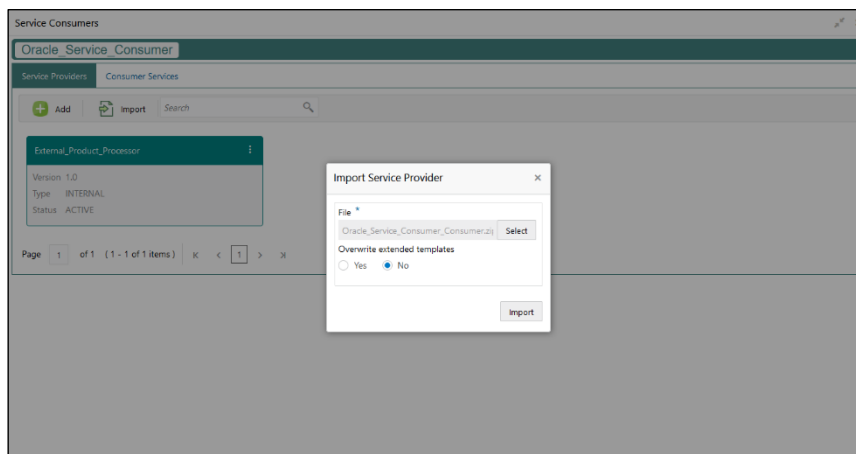 Service Consumers
Oracle_Service_Consumer
Service Providers Consumer Services
Add Import Search
External_Product_Processor
Version 1.0
Type INTERNAL
Status ACTIVE
Page 1 of 1 (1 - 1 of 1 items) K < 1 > >|
Import Service Provider ×
File *
Oracle_Service_Consumer_Consumer.zip Select
Overwrite extended templates
Yes No
Import